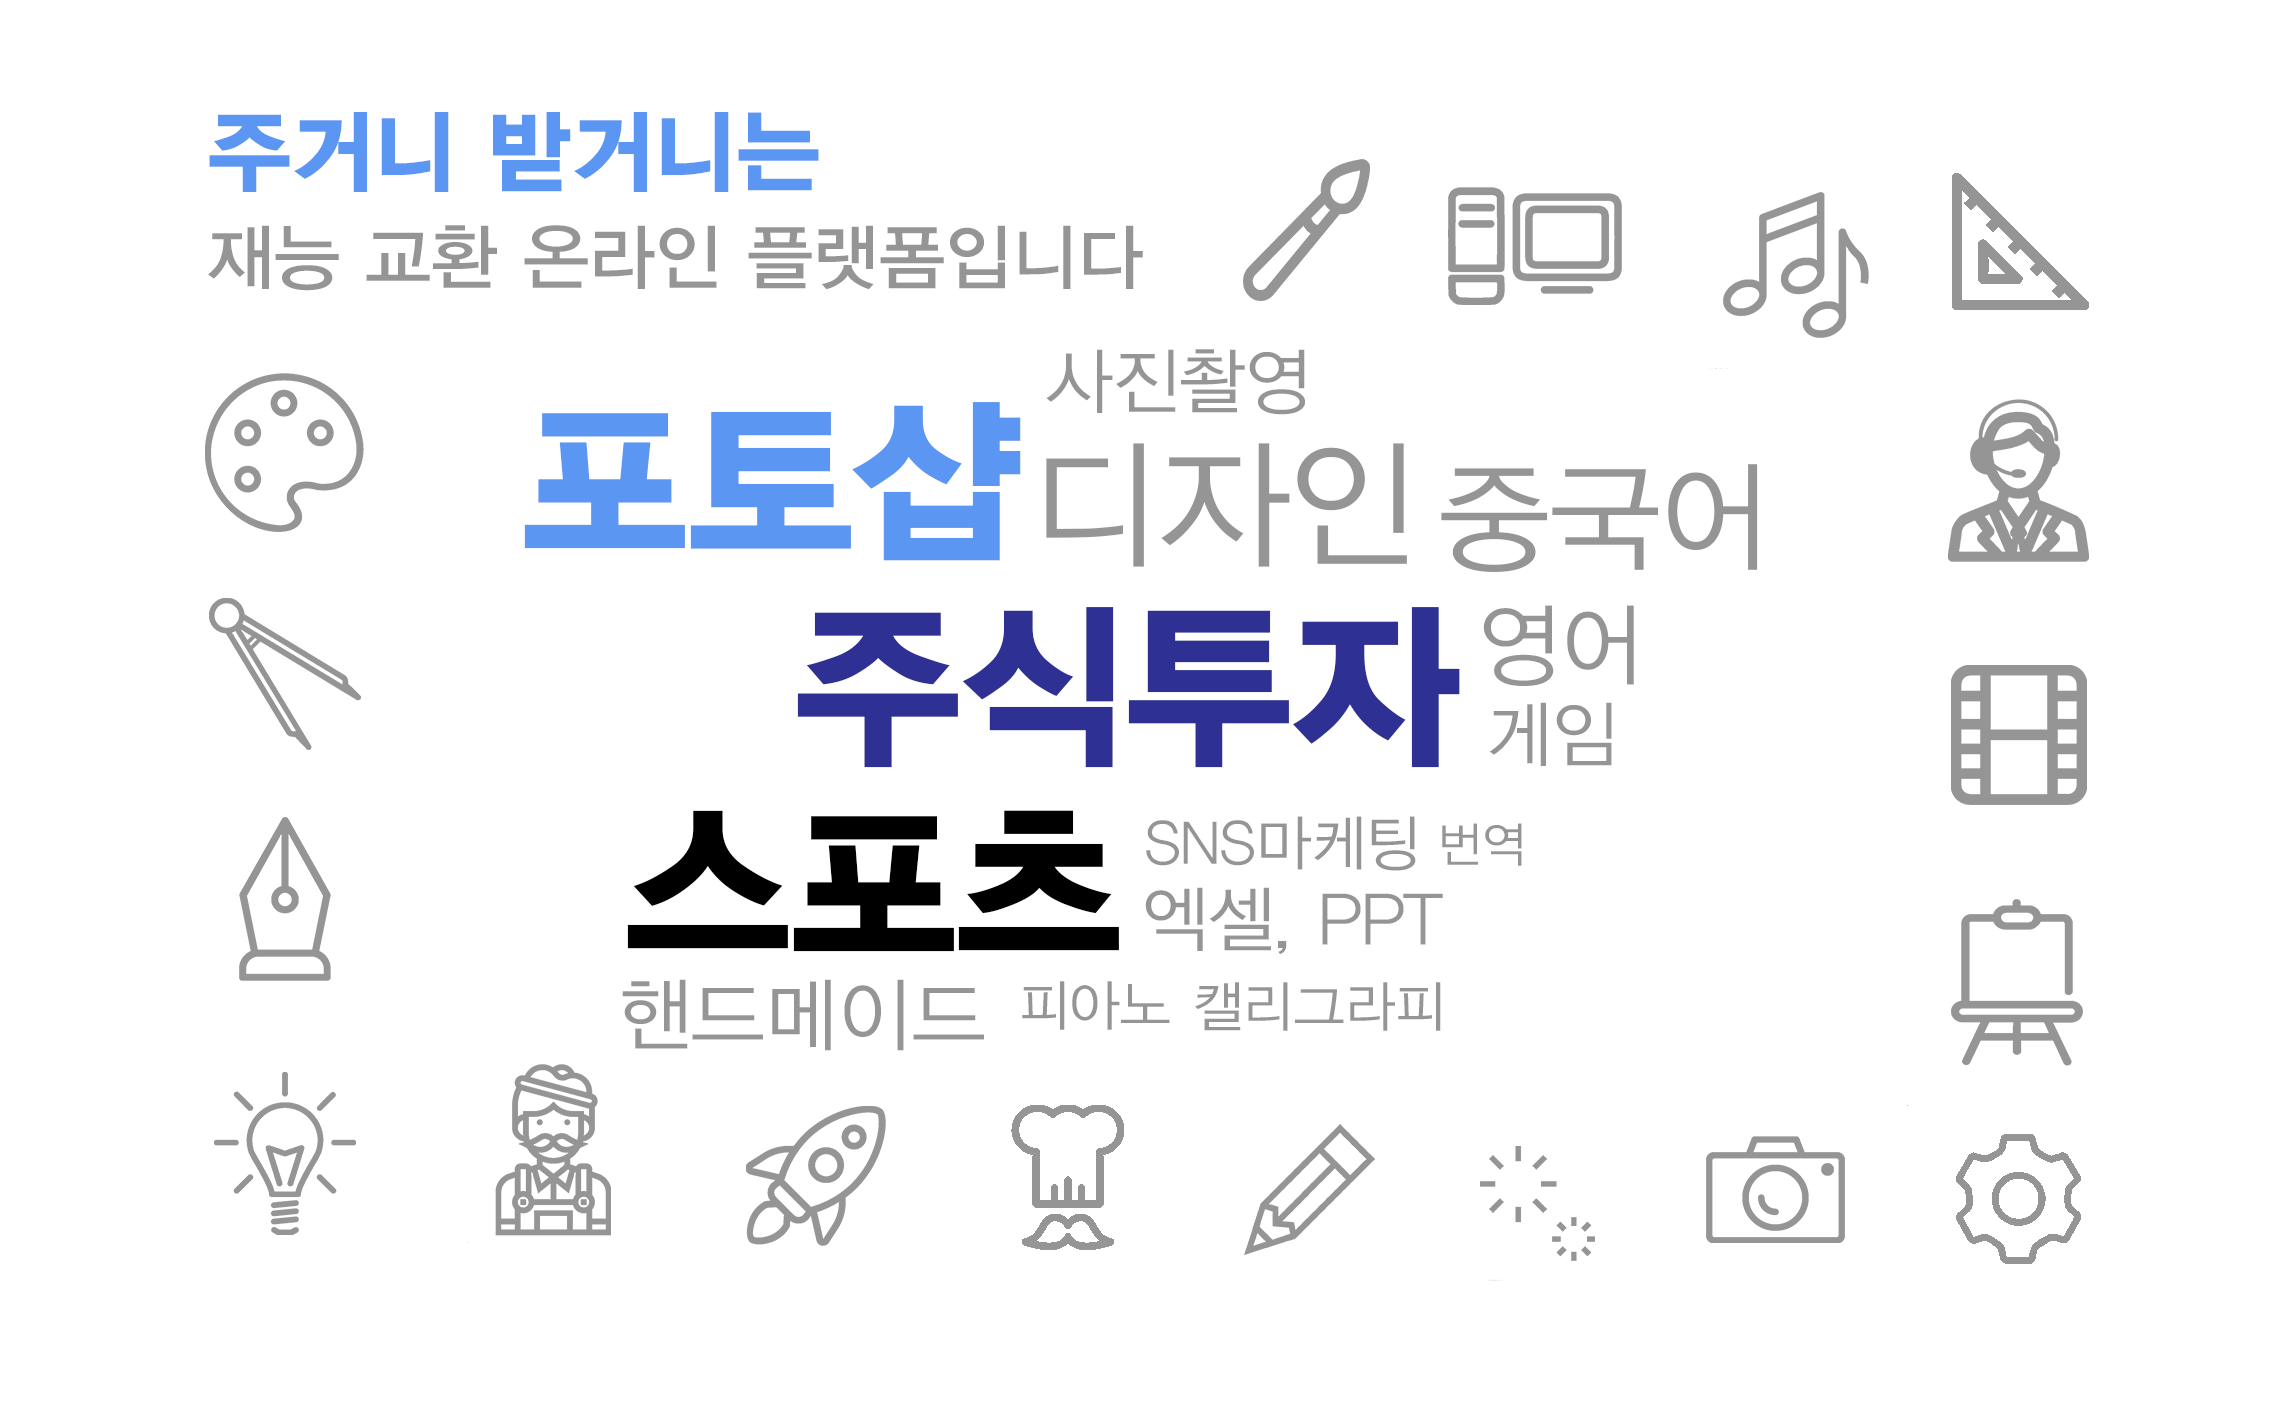 주거니 받거니는
재능 교환 온라인 플랫폼입니다
사진촬영
포토샵 디자인 중국어
주식투자 영어
게임
스포츠 SNS마케팅 번역
엑셀, PPT
핸드메이드 피아노 캘리그라피